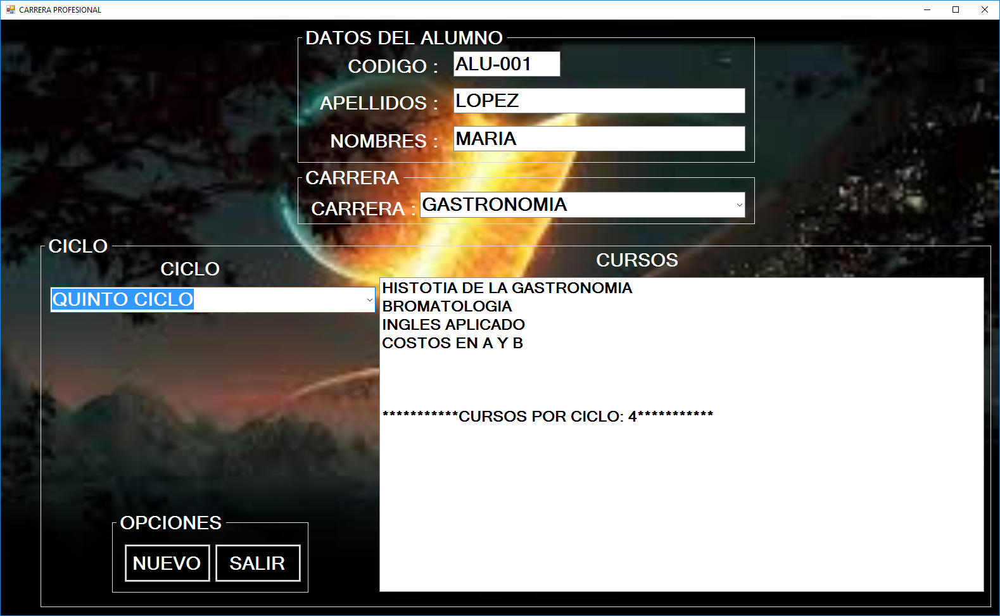 CARRERA PROFESIONAL
DATOS DEL ALUMNO
CODIGO : ALU-001
APELLIDOS : LOPEZ
NOMBRES : MARIA
CARRERA
CARRERA : GASTRONOMIA
CICLO
CICLO
QUINTO CICLO
CURSOS
HISTOTIA DE LA GASTRONOMIA
BROMATOLOGIA
INGLES APLICADO
COSTOS EN A Y B
***********CURSOS POR CICLO: 4***********
OPCIONES
NUEVO SALIR